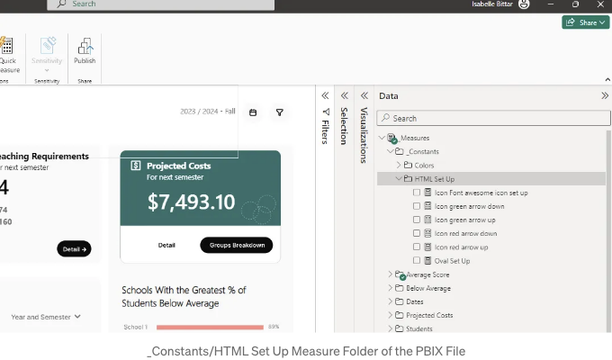 Search
Isabelle Bittar
Share
Quick
measure
Sensitivity
Publish
Sensitivity
Share
2023 / 2024 • Fall
Filters
Selection
Visualizations
Data
Search
_Measures
_Constants
Colors
HTML Set Up
Icon Font awesome icon set up
Icon green arrow down
Icon green arrow up
Icon red arrow down
Icon red arrow up
Oval Set Up
Average Score
Below Average
Dates
Projected Costs
Students
eaching Requirements
or next semester
4
74
160
Detail →
Projected Costs
For next semester
$7,493.10
Detail
Groups Breakdown
Year and Semester
Schools With the Greatest % of
Students Below Average
School 1
_Constants/HTML Set Up Measure Folder of the PBIX File